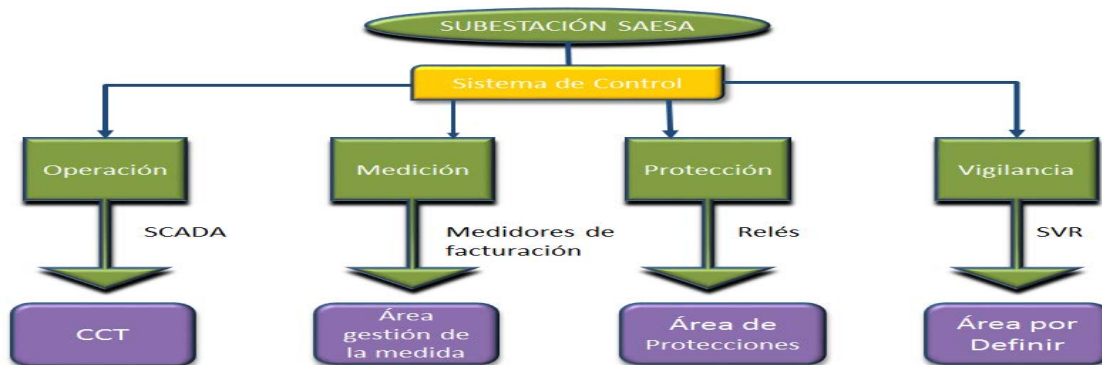 SUBESTACIÓN SAESA
Sistema de Control
Operación
Medición
Protección
Vigilancia
SCADA
Medidores de
facturación
Relés
SVR
CCT
Área
gestión de
la medida
Área de
Protecciones
Área por
Definir